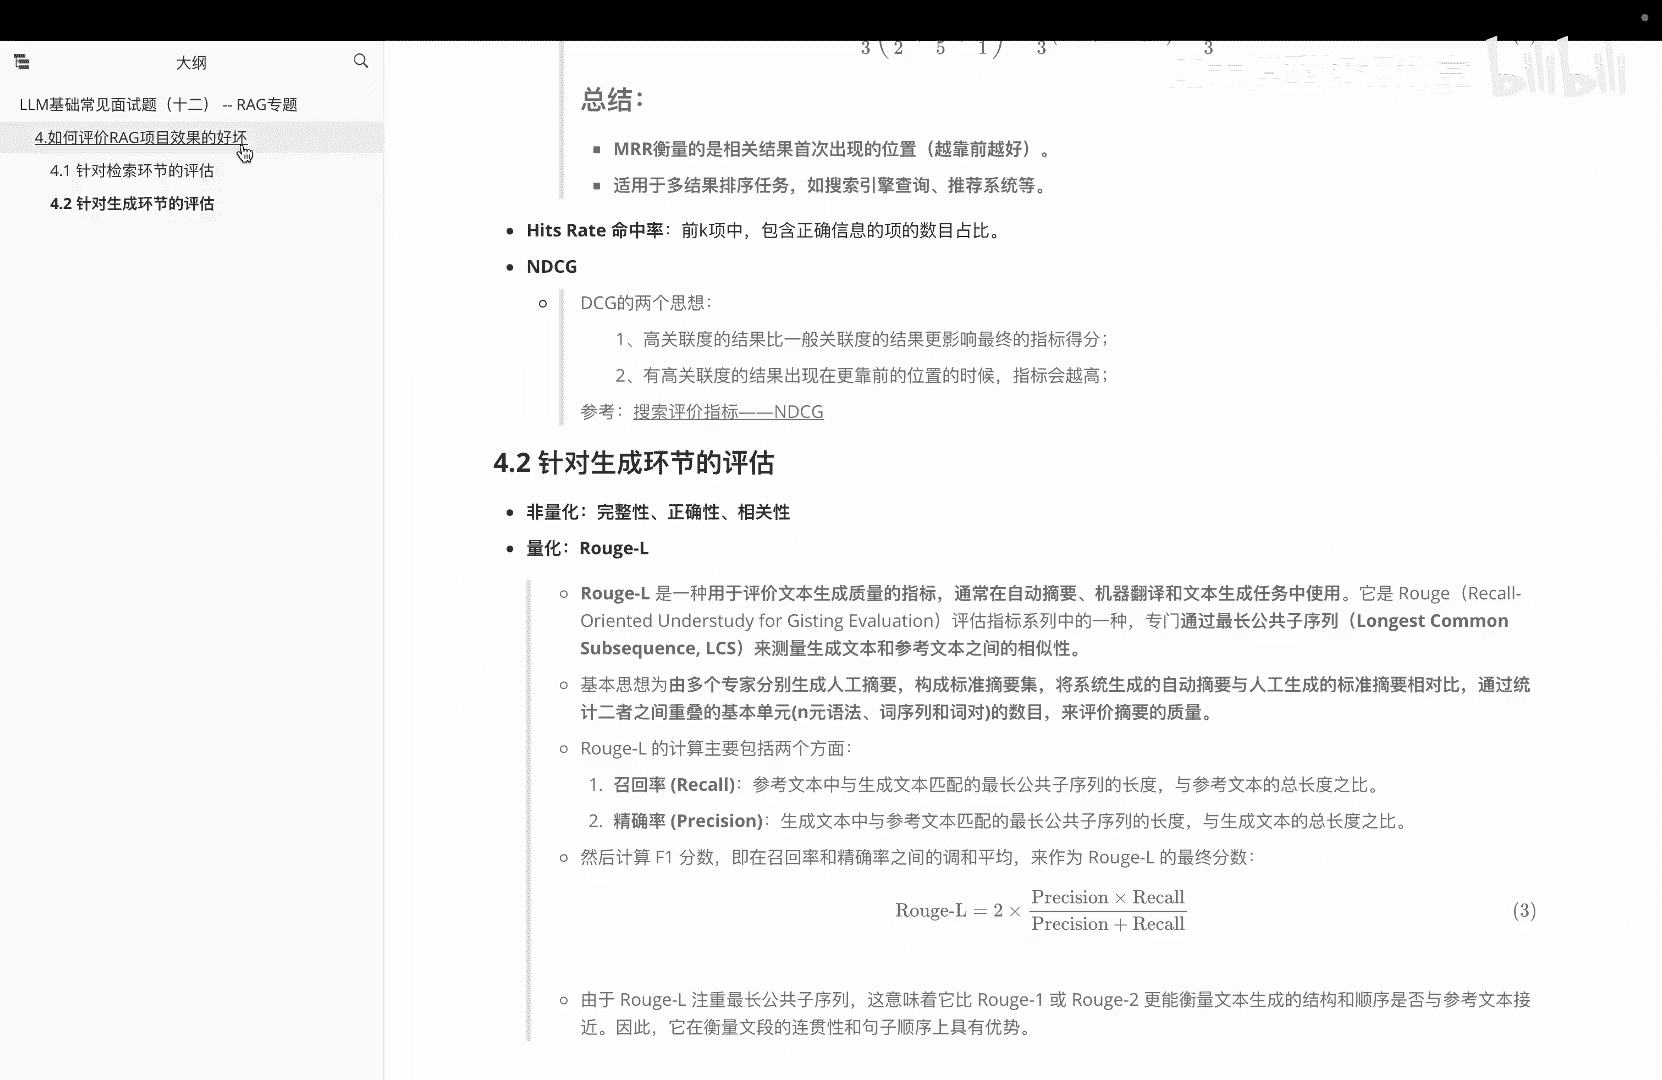 大纲
LLM基础常见面试题（十二） -- RAG专题
4.如何评价RAG项目效果的好坏
4.1 针对检索环节的评估
4.2 针对生成环节的评估
总结：
MRR衡量的是相关结果首次出现的位置（越靠前越好）。
适用于多结果排序任务，如搜索引擎查询、推荐系统等。
Hits Rate 命中率：前k项中，包含正确信息的项的数目占比。
NDCG
DCG的两个思想：
1、高关联度的结果比一般关联度的结果更影响最终的指标得分；
2、有高关联度的结果出现在更靠前的位置的时候，指标会越高；
参考：搜索评价指标——NDCG
4.2 针对生成环节的评估
非量化：完整性、正确性、相关性
量化：Rouge-L
Rouge-L 是一种用于评价文本生成质量的指标，通常在自动摘要、机器翻译和文本生成任务中使用。它是 Rouge（Recall-
Oriented Understudy for Gisting Evaluation）评估指标系列中的一种，专门通过最长公共子序列（Longest Common
Subsequence, LCS）来测量生成文本和参考文本之间的相似性。
基本思想为由多个专家分别生成人工摘要，构成标准摘要集，将系统生成的自动摘要与人工生成的标准摘要相对比，通过统
计二者之间重叠的基本单元(n元语法、词序列和词对)的数目，来评价摘要的质量。
Rouge-L 的计算主要包括两个方面：
1. 召回率 (Recall)：参考文本中与生成文本匹配的最长公共子序列的长度，与参考文本的总长度之比。
2. 精确率 (Precision)：生成文本中与参考文本匹配的最长公共子序列的长度，与生成文本的总长度之比。
然后计算 F1 分数，即在召回率和精确率之间的调和平均，来作为 Rouge-L 的最终分数：
Rouge-L = 2 × Precision × Recall / Precision + Recall (3)
由于 Rouge-L 注重最长公共子序列，这意味着它比 Rouge-1 或 Rouge-2 更能衡量文本生成的结构和顺序是否与参考文本接
近。因此，它在衡量文段的连贯性和句子顺序上具有优势。
bilibili